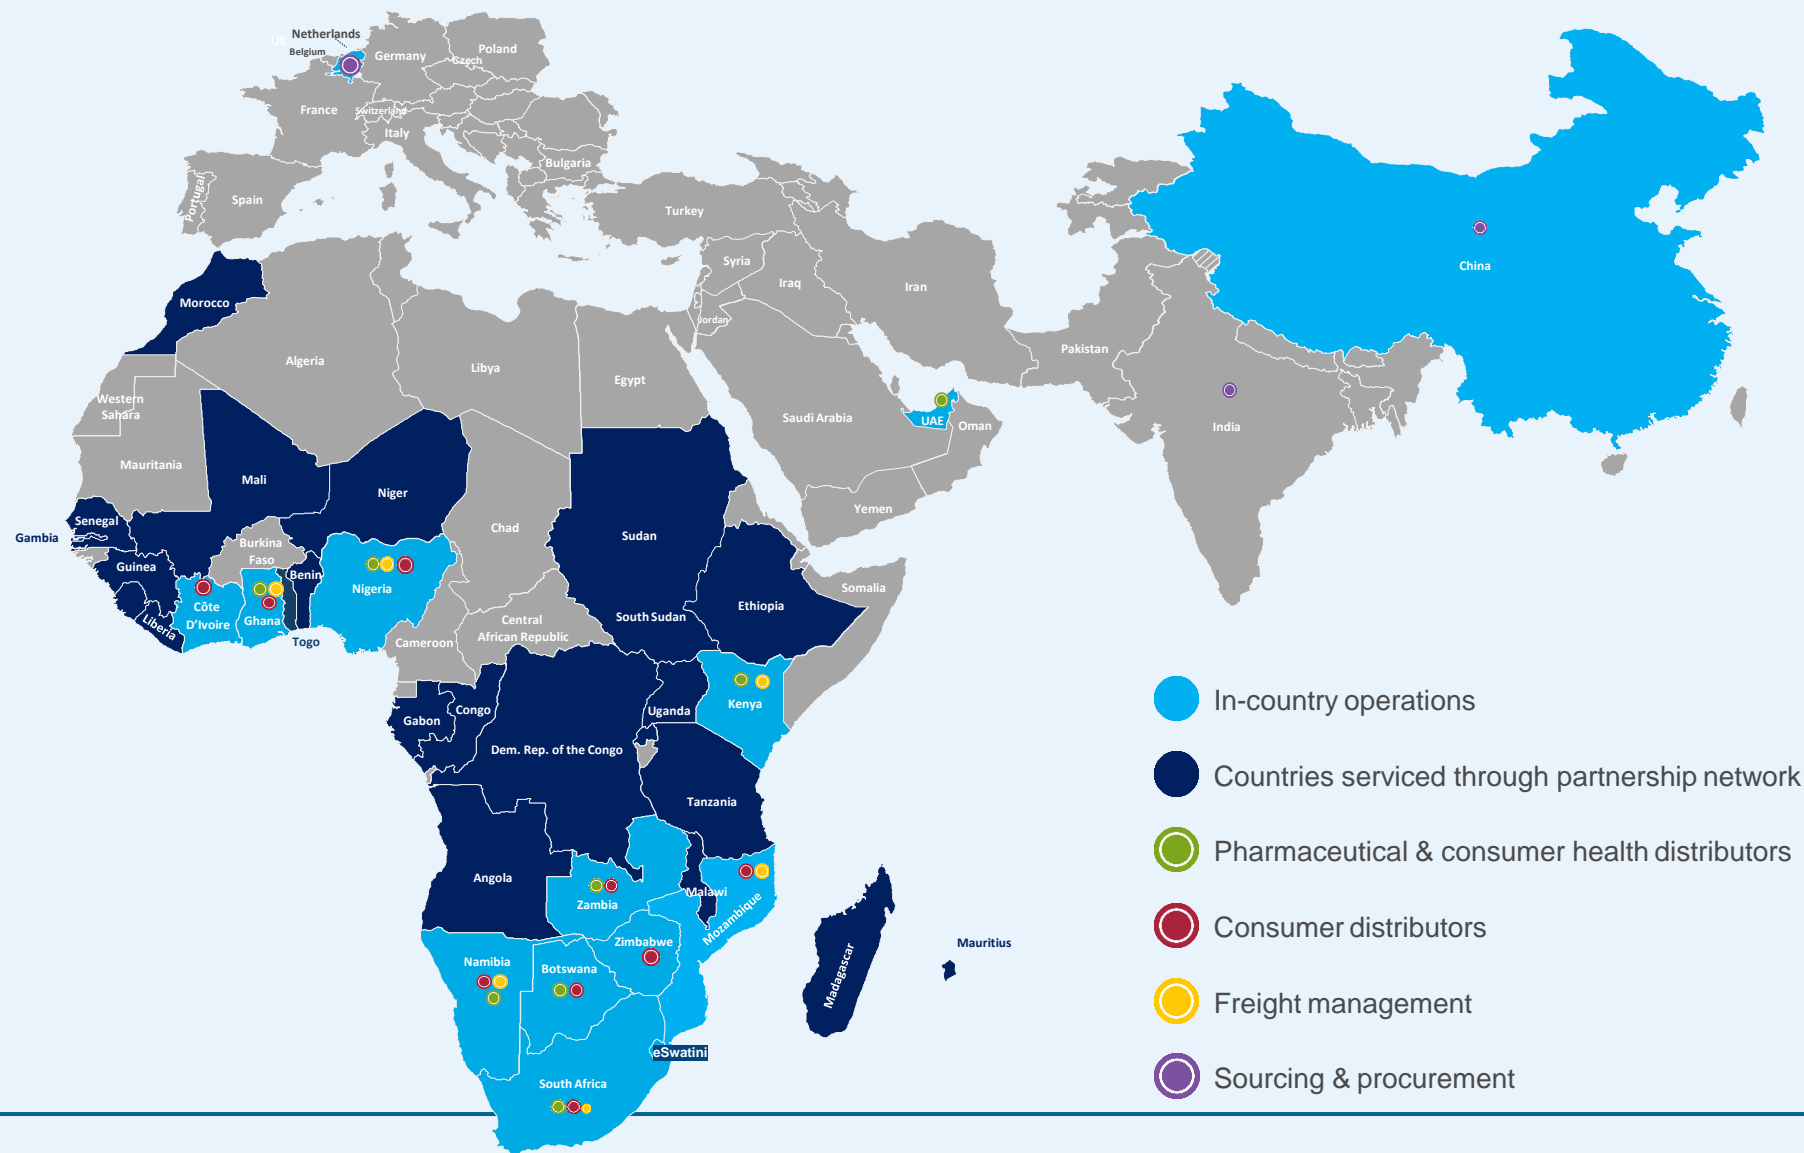 UK
Netherlands
Belgium
Germany
Poland
Czech
France
Switzerland
Italy
Bulgaria
Portugal
Spain
Turkey
Syria
Iraq
Iran
Jordan
Pakistan
China
India
Morocco
Algeria
Libya
Egypt
Western
Sahara
Saudi Arabia
UAE
Oman
Yemen
Mauritania
Mali
Niger
Chad
Sudan
Senegal
Gambia
Guinea
Burkina
Faso
Benin
Nigeria
Côte
D'Ivoire
Ghana
Liberia
Togo
Cameroon
Central
African Republic
South Sudan
Ethiopia
Somalia
Gabon
Congo
Uganda
Kenya
Dem. Rep. of the Congo
Tanzania
Angola
Zambia
Malawi
Mozambique
Zimbabwe
Namibia
Botswana
Madagascar
Mauritius
eSwatini
South Africa
In-country operations
Countries serviced through partnership network
Pharmaceutical & consumer health distributors
Consumer distributors
Freight management
Sourcing & procurement